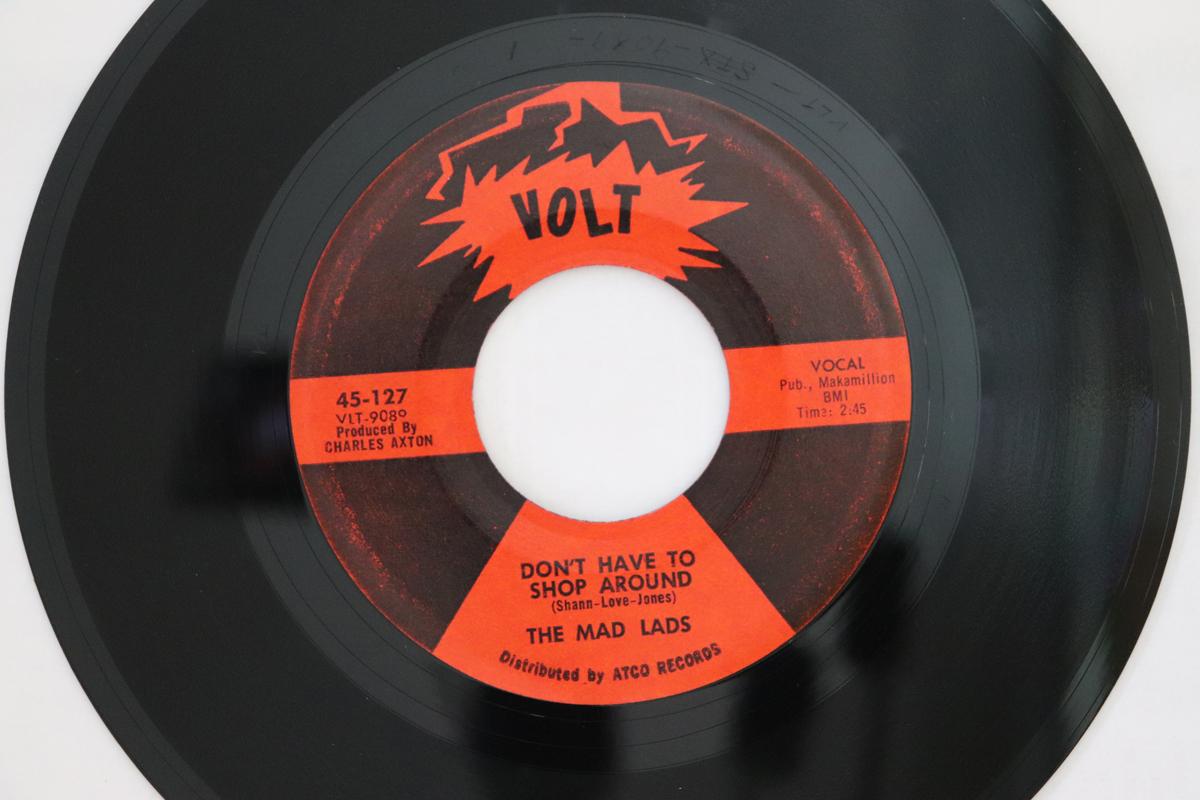 VOLT
45-127
VLT-9089
Produced By
CHARLES AXTON
VOCAL
Pub., Makamillion
BMI
Time: 2:45
DON'T HAVE TO
SHOP AROUND
(Shann-Love-Jones)
THE MAD LADS
Distributed by ATCO RECORDS